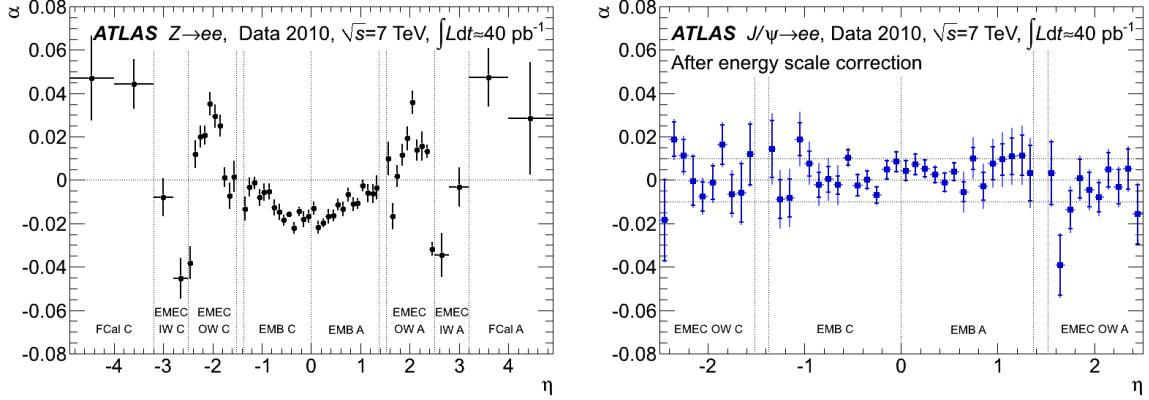 α
ATLAS Z→ee, Data 2010, √s=7 TeV, ∫Ldt≈40 pb⁻¹
0.08
0.06
0.04
0.02
0
-0.02
-0.04
-0.06
-0.08
FCal C
EMEC IW C
EMEC OW C
EMB C
EMB A
EMEC OW A
EMEC IW A
FCal A
-4 -3 -2 -1 0 1 2 3 4
η
α
ATLAS J/ψ→ee, Data 2010, √s=7 TeV, ∫Ldt≈40 pb⁻¹
After energy scale correction
0.08
0.06
0.04
0.02
0
-0.02
-0.04
-0.06
-0.08
EMEC OW C
EMB C
EMB A
EMEC OW A
-2 -1 0 1 2
η